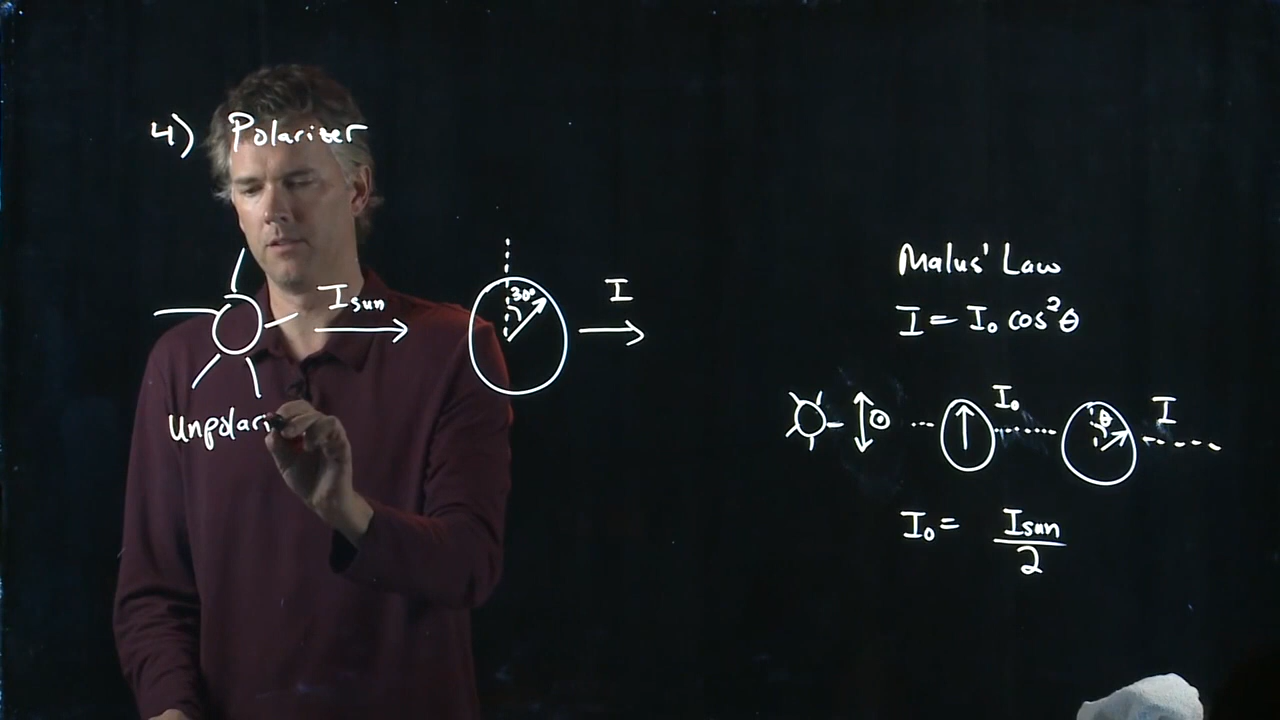 4) Polarizer
Isun
30°
I
Unpolari
Malus' Law
I = I₀ cos²θ
I₀
θ
I
I₀ = Isun/2